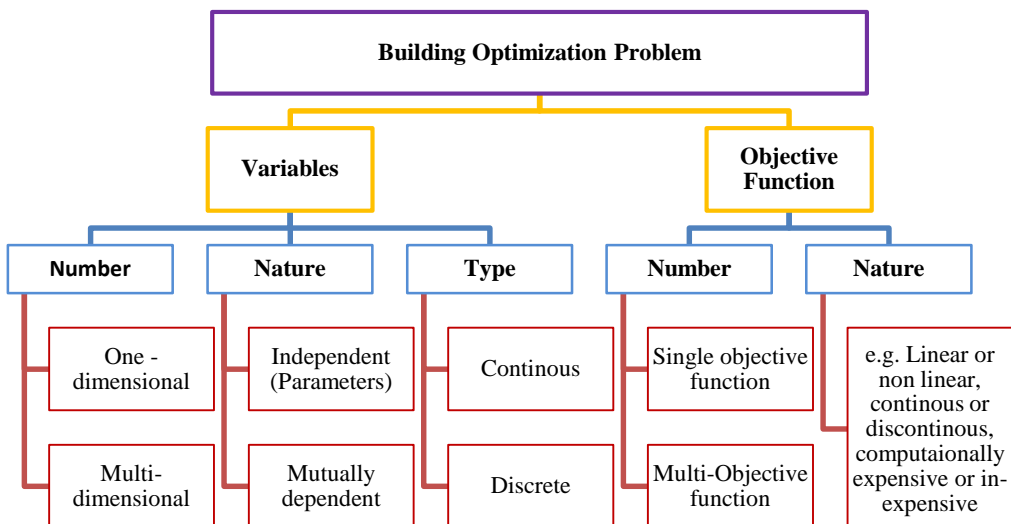 Building Optimization Problem
Variables
Objective
Function
Number
Nature
Type
Number
Nature
One -
dimensional
Independent
(Parameters)
Continous
Single objective
function
e.g. Linear or
non linear,
continous or
discontinous,
computaionally
expensive or in-
expensive
Multi-
dimensional
Mutually
dependent
Discrete
Multi-Objective
function